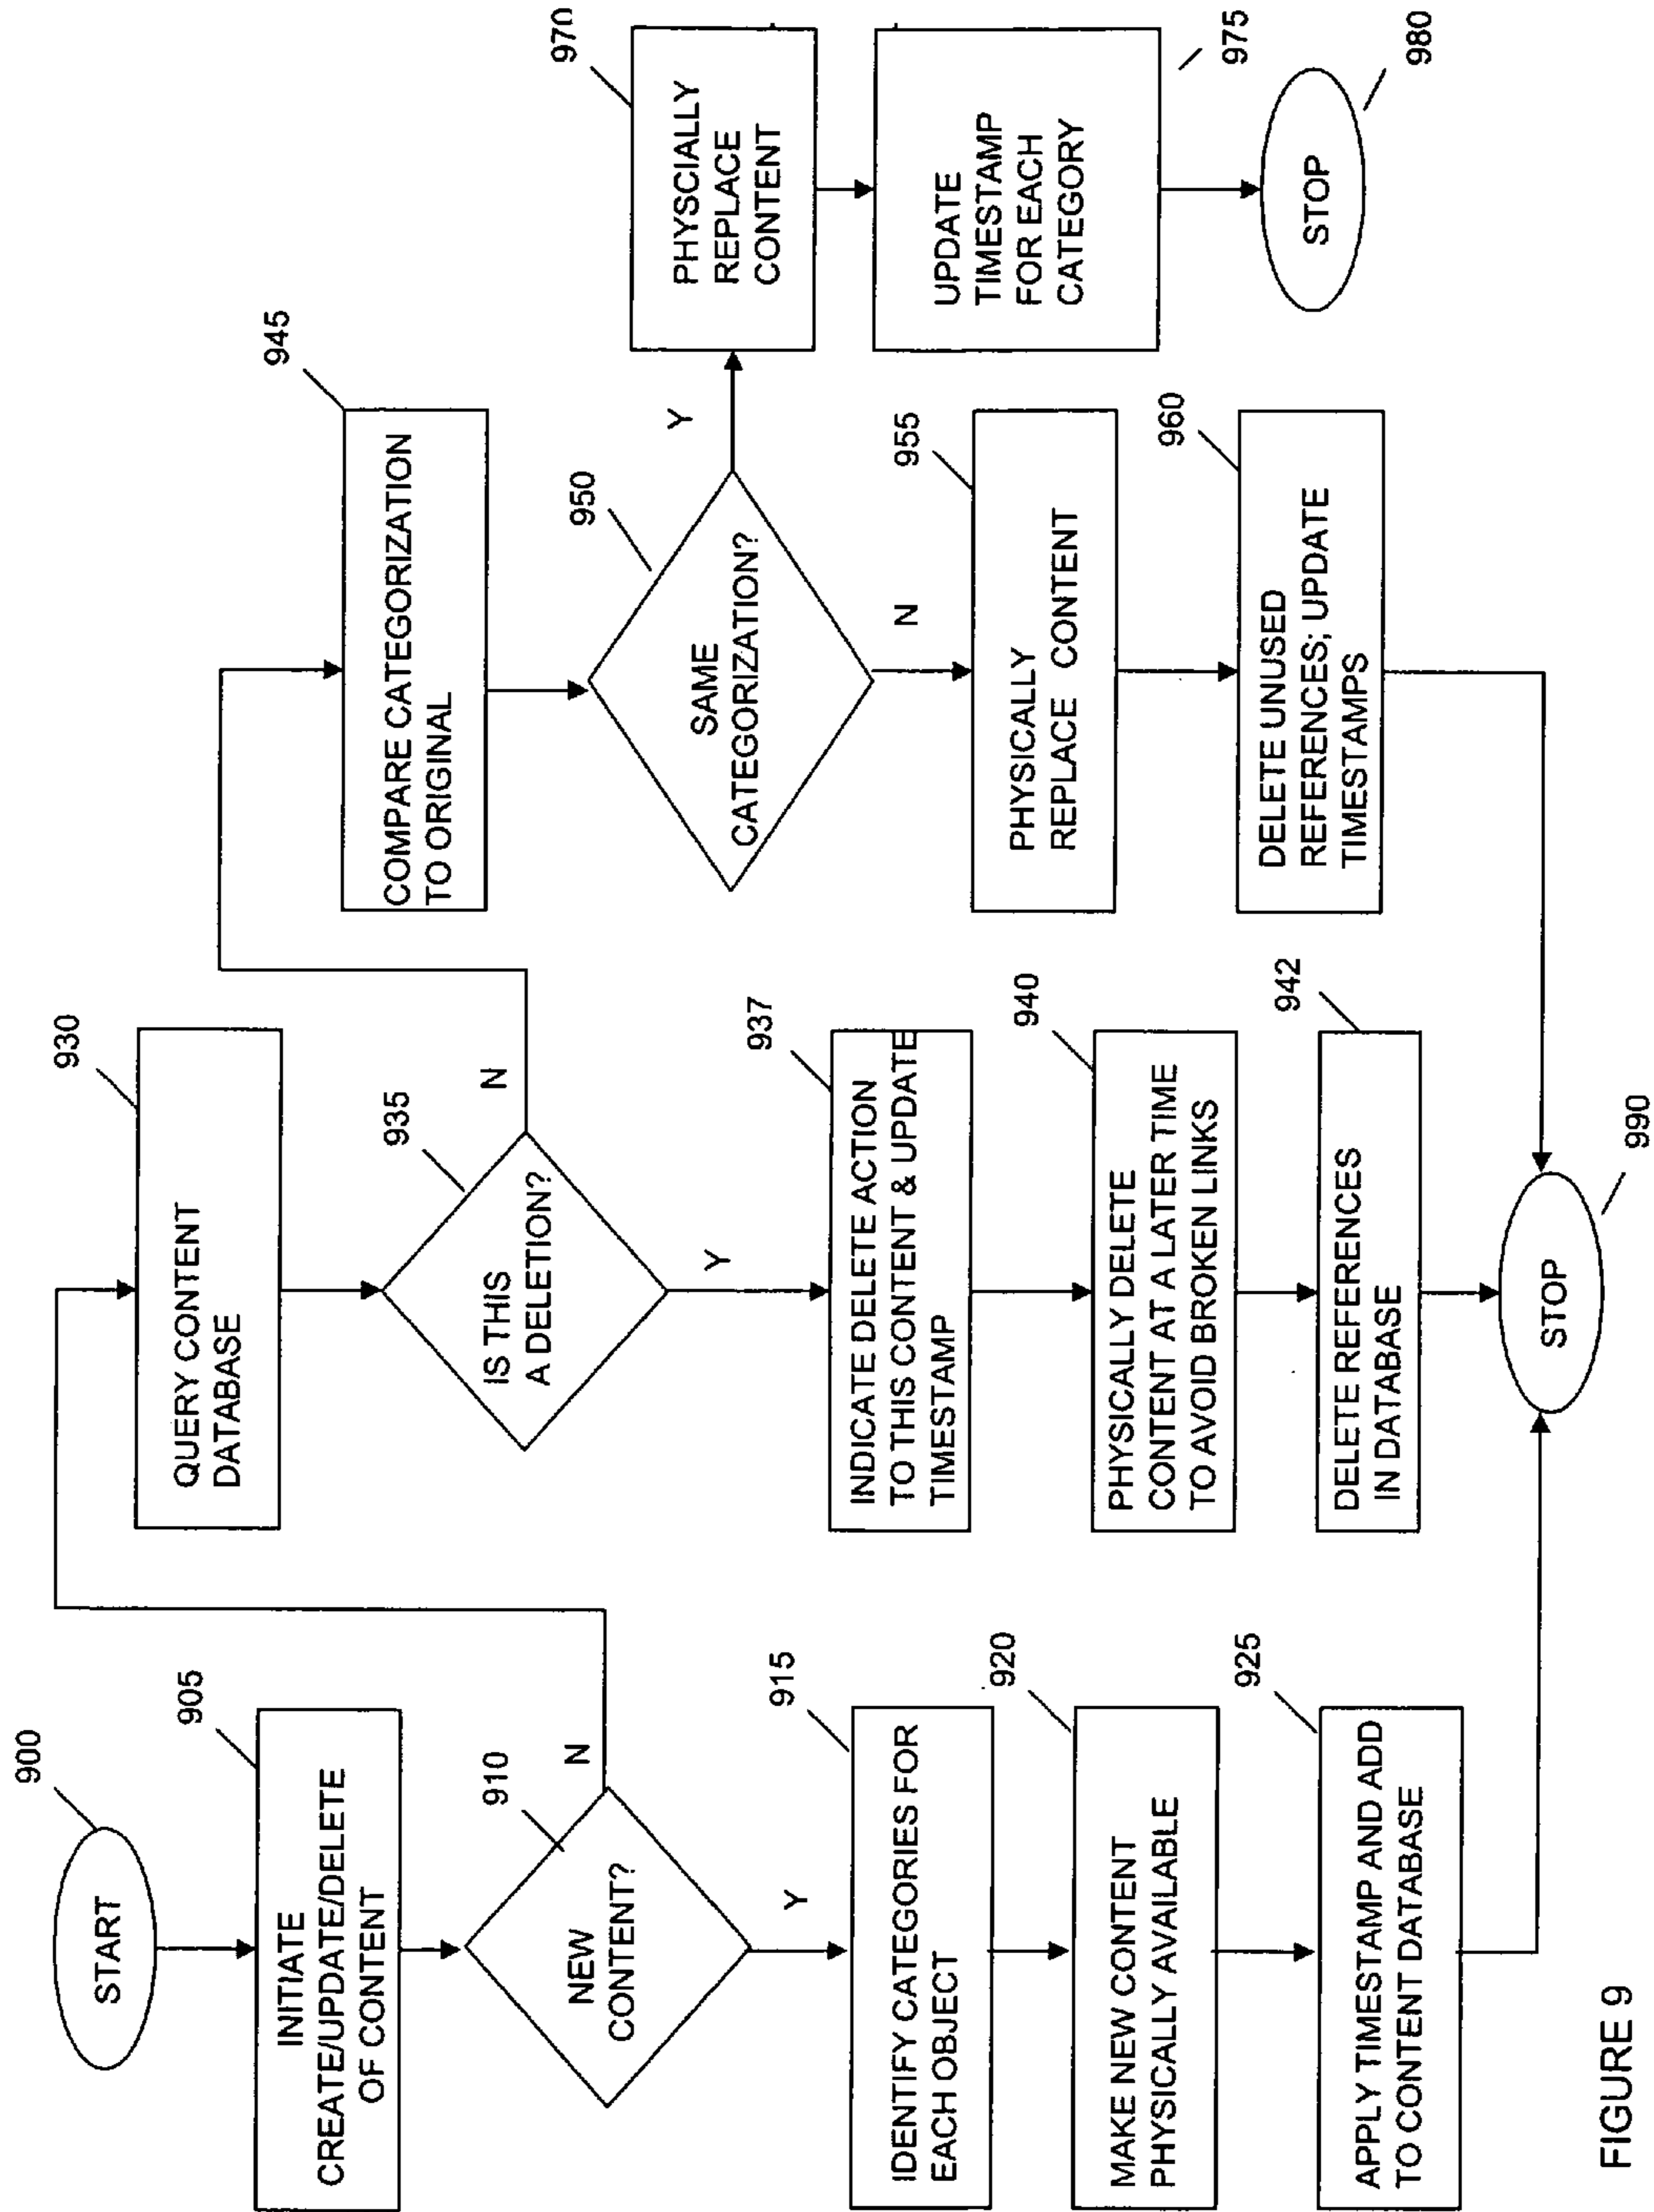 900
START
905
INITIATE
CREATE/UPDATE/DELETE
OF CONTENT
910
NEW
CONTENT?
N
Y
915
IDENTIFY CATEGORIES FOR
EACH OBJECT
920
MAKE NEW CONTENT
PHYSICALLY AVAILABLE
925
APPLY TIMESTAMP AND ADD
TO CONTENT DATABASE
930
QUERY CONTENT
DATABASE
935
IS THIS
A DELETION?
N
Y
937
INDICATE DELETE ACTION
TO THIS CONTENT & UPDATE
TIMESTAMP
940
PHYSICALLY DELETE
CONTENT AT A LATER TIME
TO AVOID BROKEN LINKS
942
DELETE REFERENCES
IN DATABASE
STOP
990
945
COMPARE CATEGORIZATION
TO ORIGINAL
950
SAME
CATEGORIZATION?
Y
N
955
PHYSICALLY
REPLACE CONTENT
960
DELETE UNUSED
REFERENCES; UPDATE
TIMESTAMPS
970
PHYSCIALLY
REPLACE
CONTENT
975
UPDATE
TIMESTAMP
FOR EACH
CATEGORY
STOP
980
FIGURE 9